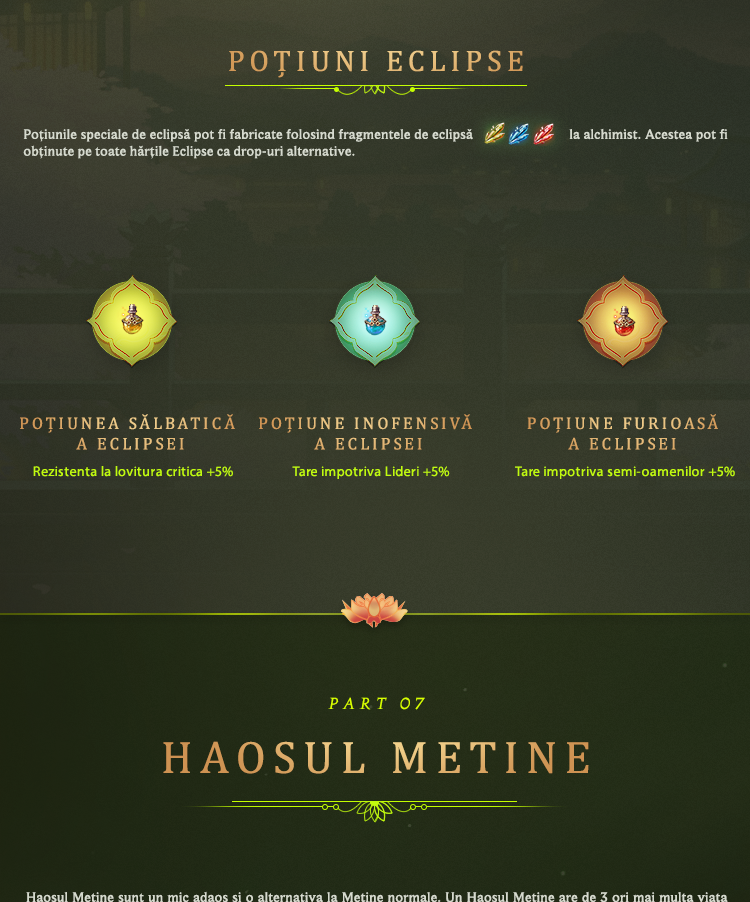 POȚIUNI ECLIPSE
Poțiunile speciale de eclipsă pot fi fabricate folosind fragmentele de eclipsă la alchimist. Acestea pot fi
obținute pe toate hărțile Eclipse ca drop-uri alternative.
POȚIUNEA SĂLBATICĂ
A ECLIPSEI
Rezistenta la lovitura critica +5%
POȚIUNE INOFENSIVĂ
A ECLIPSEI
Tare impotriva Lideri +5%
POȚIUNE FURIOASĂ
A ECLIPSEI
Tare impotriva semi-oamenilor +5%
PART 07
HAOSUL METINE
Haosul Metine sunt un mic adaos si o alternativa la Metine normale. Un Haosul Metine are de 3 ori mai multa viata